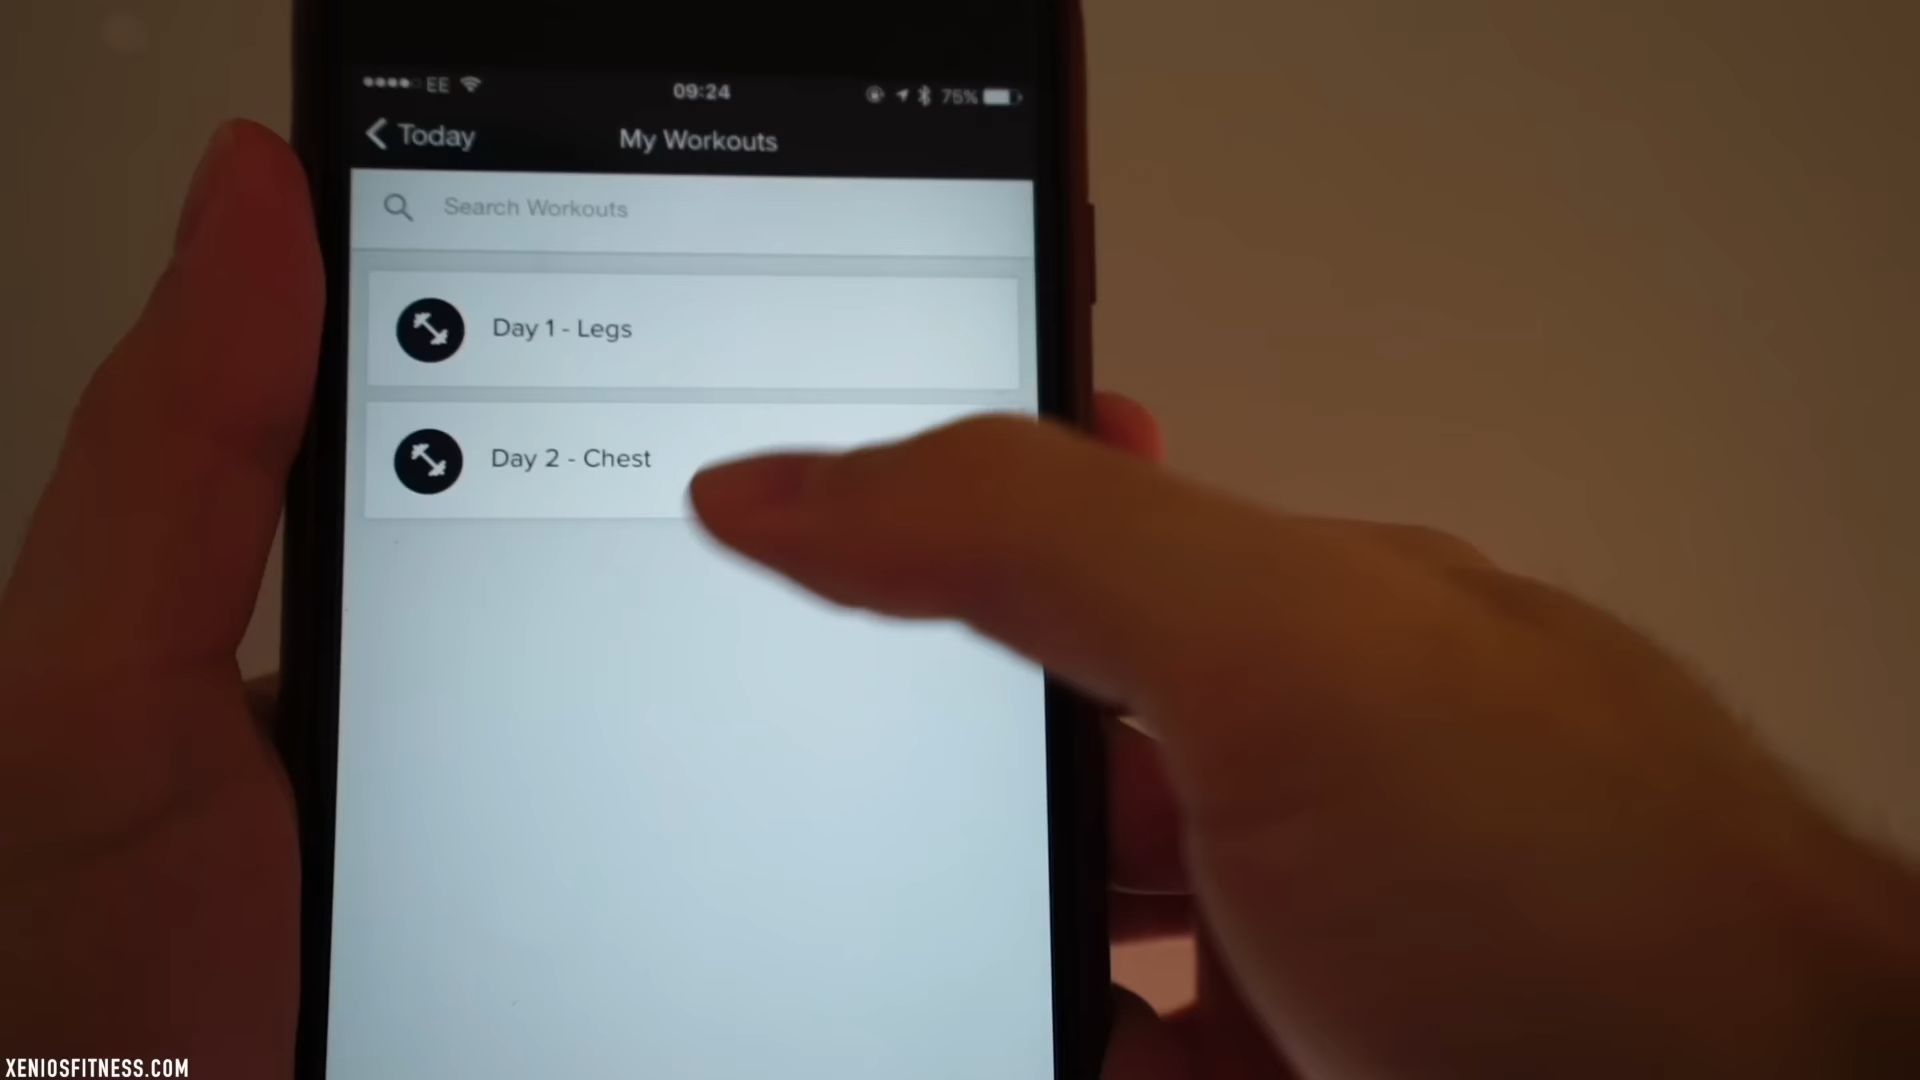 EE 09:24 75%
Today My Workouts
Search Workouts
Day 1 - Legs
Day 2 - Chest
XENIOSFITNESS.COM